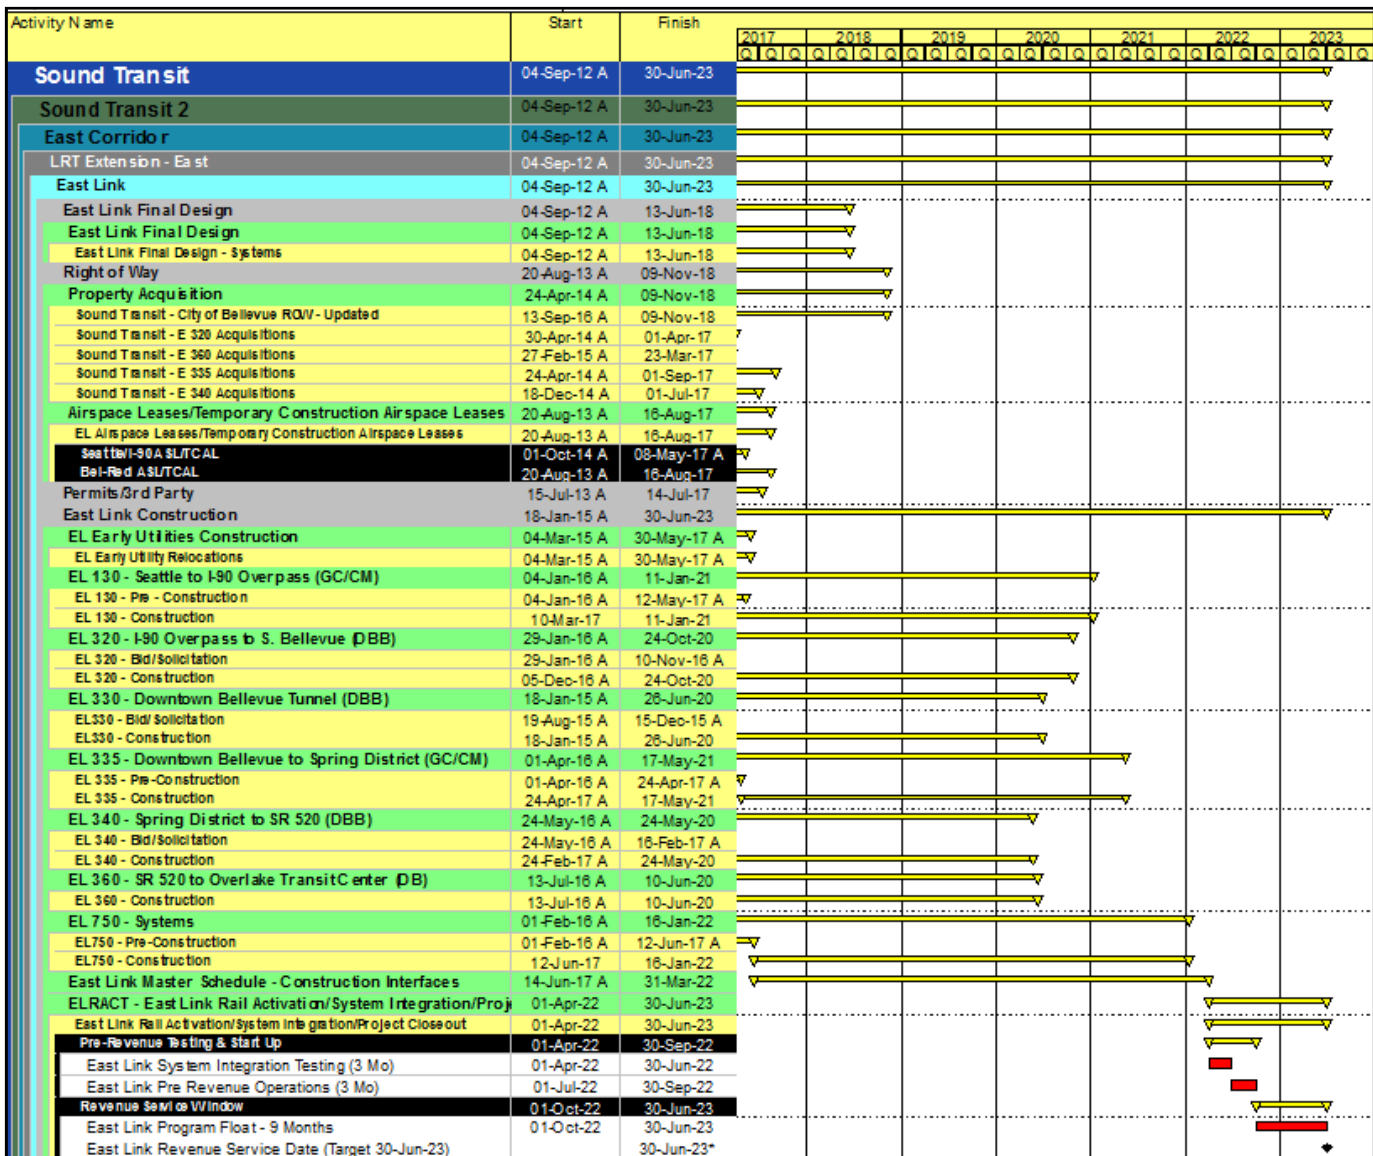 Activity Name Start Finish
2017 2018 2019 2020 2021 2022 2023
Q Q Q Q Q Q Q Q Q Q Q Q Q Q Q Q Q Q Q Q Q Q Q Q Q Q Q
Sound Transit 04-Sep-12 A 30-Jun-23
Sound Transit 2 04-Sep-12 A 30-Jun-23
East Corridor 04-Sep-12 A 30-Jun-23
LRT Extension - East 04-Sep-12 A 30-Jun-23
East Link 04-Sep-12 A 30-Jun-23
East Link Final Design 04-Sep-12 A 13-Jun-18
East Link Final Design 04-Sep-12 A 13-Jun-18
East Link Final Design - Systems 04-Sep-12 A 13-Jun-18
Right of Way 20-Aug-13 A 09-Nov-18
Property Acquisition 24-Apr-14 A 09-Nov-18
Sound Transit - City of Bellevue ROW - Updated 13-Sep-16 A 09-Nov-18
Sound Transit - E 320 Acquisitions 30-Apr-14 A 01-Apr-17
Sound Transit - E 360 Acquisitions 27-Feb-15 A 23-Mar-17
Sound Transit - E 335 Acquisitions 24-Apr-14 A 01-Sep-17
Sound Transit - E 340 Acquisitions 18-Dec-14 A 01-Jul-17
Airspace Leases/Temporary Construction Airspace Leases 20-Aug-13 A 16-Aug-17
EL Airspace Leases/Temporary Construction Airspace Leases 20-Aug-13 A 16-Aug-17
Seattle/I-90 ASL/TCAL 01-Oct-14 A 08-May-17 A
Bel-Red ASL/TCAL 20-Aug-13 A 16-Aug-17
Permits/3rd Party 15-Jul-13 A 14-Jul-17
East Link Construction 18-Jan-15 A 30-Jun-23
EL Early Utilities Construction 04-Mar-15 A 30-May-17 A
EL Early Utility Relocations 04-Mar-15 A 30-May-17 A
EL 130 - Seattle to I-90 Overpass (GC/CM) 04-Jan-16 A 11-Jan-21
EL 130 - Pre - Construction 04-Jan-16 A 12-May-17 A
EL 130 - Construction 10-Mar-17 11-Jan-21
EL 320 - I-90 Overpass to S. Bellevue (DBB) 29-Jan-16 A 24-Oct-20
EL 320 - Bid/Solicitation 29-Jan-16 A 10-Nov-16 A
EL 320 - Construction 05-Dec-16 A 24-Oct-20
EL 330 - Downtown Bellevue Tunnel (DBB) 18-Jan-15 A 26-Jun-20
EL330 - Bid/Solicitation 19-Aug-15 A 15-Dec-15 A
EL330 - Construction 18-Jan-15 A 26-Jun-20
EL 335 - Downtown Bellevue to Spring District (GC/CM) 01-Apr-16 A 17-May-21
EL 335 - Pre-Construction 01-Apr-16 A 24-Apr-17 A
EL 335 - Construction 24-Apr-17 A 17-May-21
EL 340 - Spring District to SR 520 (DBB) 24-May-16 A 24-May-20
EL 340 - Bid/Solicitation 24-May-16 A 16-Feb-17 A
EL 340 - Construction 24-Feb-17 A 24-May-20
EL 360 - SR 520 to Overlake Transit Center (DB) 13-Jul-16 A 10-Jun-20
EL 360 - Construction 13-Jul-16 A 10-Jun-20
EL 750 - Systems 01-Feb-16 A 16-Jan-22
EL750 - Pre-Construction 01-Feb-16 A 12-Jun-17 A
EL750 - Construction 12-Jun-17 16-Jan-22
East Link Master Schedule - Construction Interfaces 14-Jun-17 A 31-Mar-22
ELRACT - East Link Rail Activation/System Integration/Proj 01-Apr-22 30-Jun-23
East Link Rail Activation/System Integration/Project Closeout 01-Apr-22 30-Jun-23
Pre-Revenue Testing & Start Up 01-Apr-22 30-Sep-22
East Link System Integration Testing (3 Mo) 01-Apr-22 30-Jun-22
East Link Pre Revenue Operations (3 Mo) 01-Jul-22 30-Sep-22
Revenue Service Window 01-Oct-22 30-Jun-23
East Link Program Float - 9 Months 01-Oct-22 30-Jun-23
East Link Revenue Service Date (Target 30-Jun-23) 30-Jun-23*